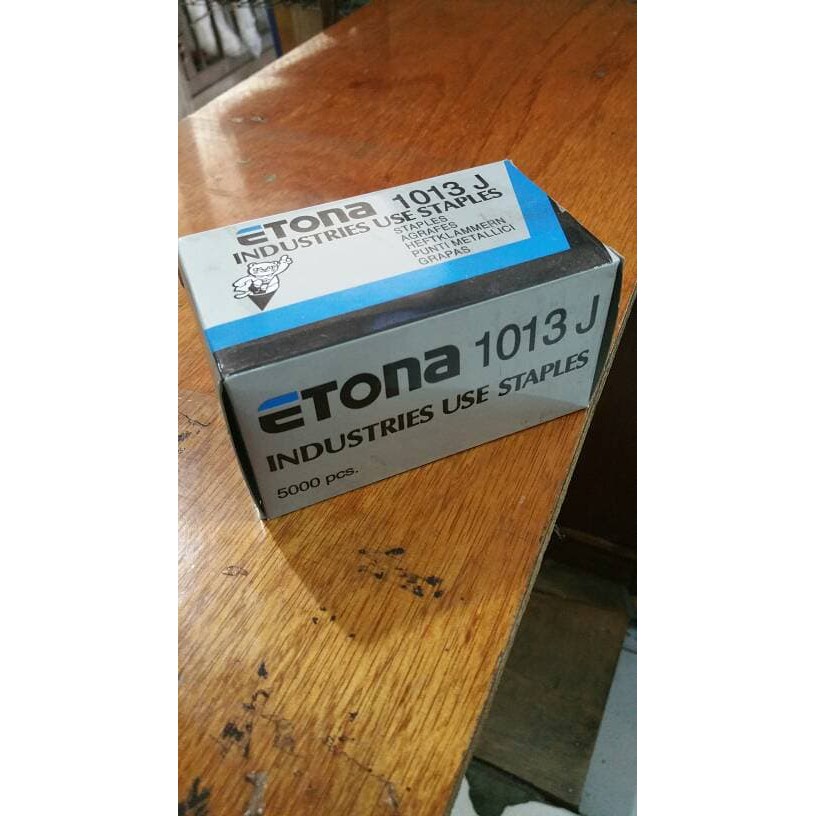 ETONA 1013 J
INDUSTRIES USE STAPLES
STAPLES
AGRAFES
HEFTKLAMMERN
PUNTI METALLICI
GRAPAS
ETONA 1013 J
INDUSTRIES USE STAPLES
5000 pcs.